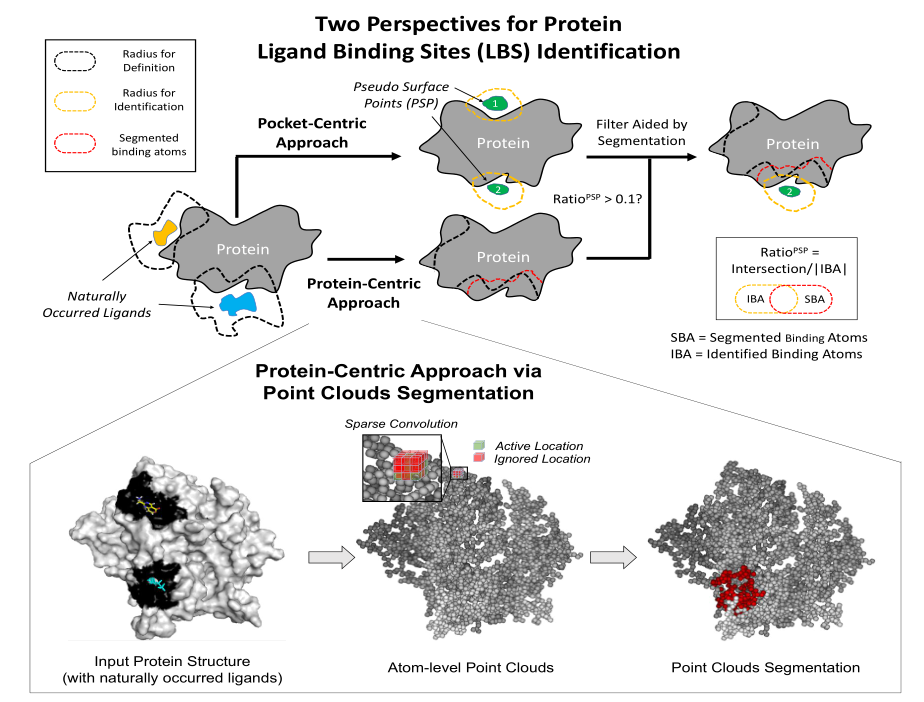 Two Perspectives for Protein
Ligand Binding Sites (LBS) Identification
Radius for
Definition
Radius for
Identification
Segmented
binding atoms
Pseudo Surface
Points (PSP)
Pocket-Centric
Approach
1
Protein
2
Filter Aided by
Segmentation
Ratio^PSP > 0.1?
Protein
2
Protein
Naturally
Occurred Ligands
Protein-Centric
Approach
Protein
Ratio^PSP =
Intersection/|IBA|
IBA SBA
SBA = Segmented Binding Atoms
IBA = Identified Binding Atoms
Protein-Centric Approach via
Point Clouds Segmentation
Sparse Convolution
Active Location
Ignored Location
Input Protein Structure
(with naturally occurred ligands)
Atom-level Point Clouds
Point Clouds Segmentation